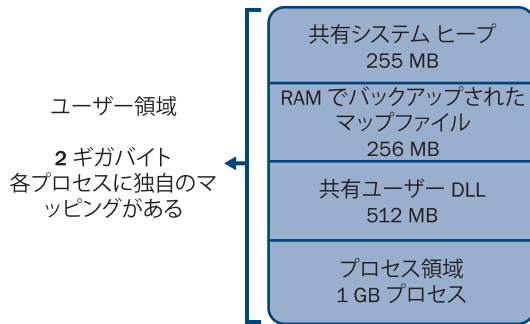 ユーザー領域
2 ギガバイト
各プロセスに独自のマ
ッピングがある
共有システム ヒープ
255 MB
RAM でバックアップされた
マップファイル
256 MB
共有ユーザー DLL
512 MB
プロセス領域
1 GB プロセス